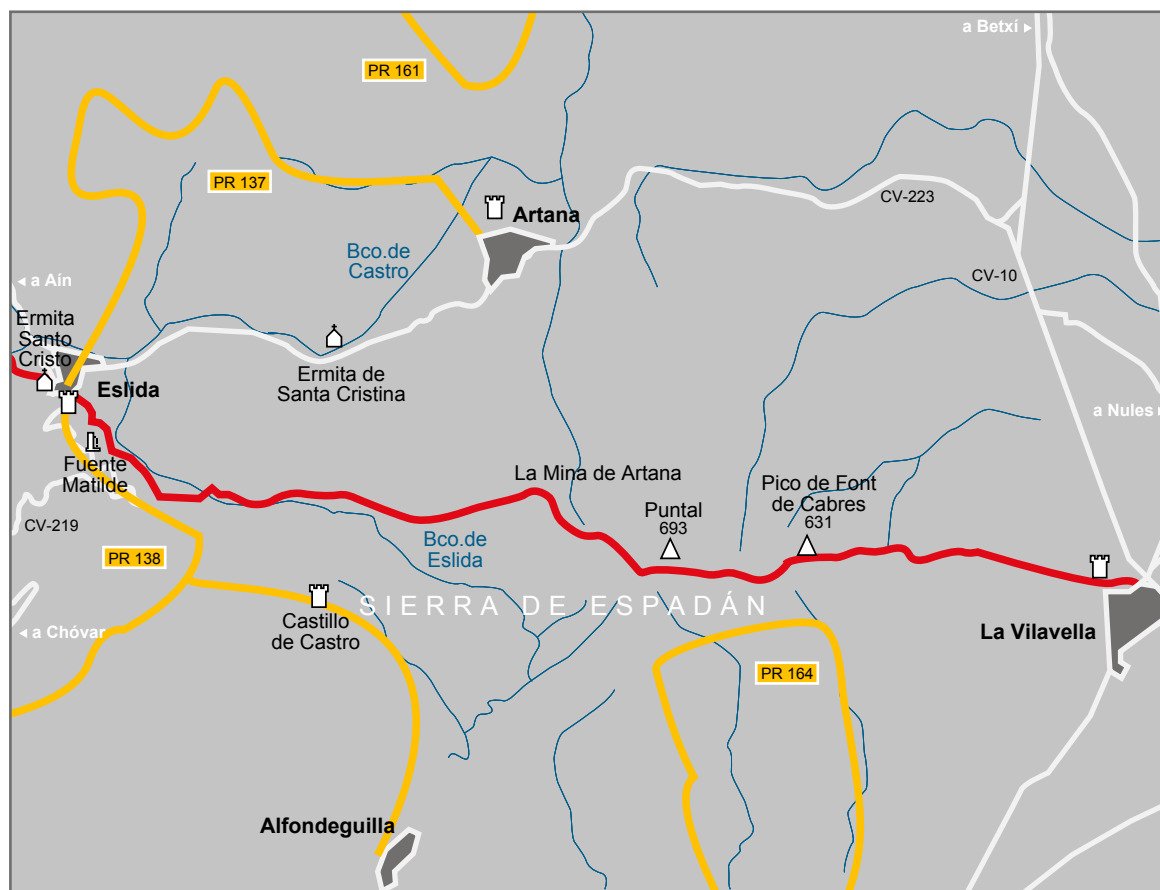 a Betxí
PR 161
PR 137
Artana
CV-223
Bco.de
Castro
CV-10
a Aín
Ermita
Santo
Cristo
Ermita de
Santa Cristina
Eslida
a Nules
Fuente
Matilde
La Mina de Artana
Pico de Font
de Cabres
631
Puntal
693
CV-219
Bco.de
Eslida
PR 138
SIERRA DE ESPADÁN
Castillo
de Castro
a Chóvar
La Vilavella
PR 164
Alfondeguilla